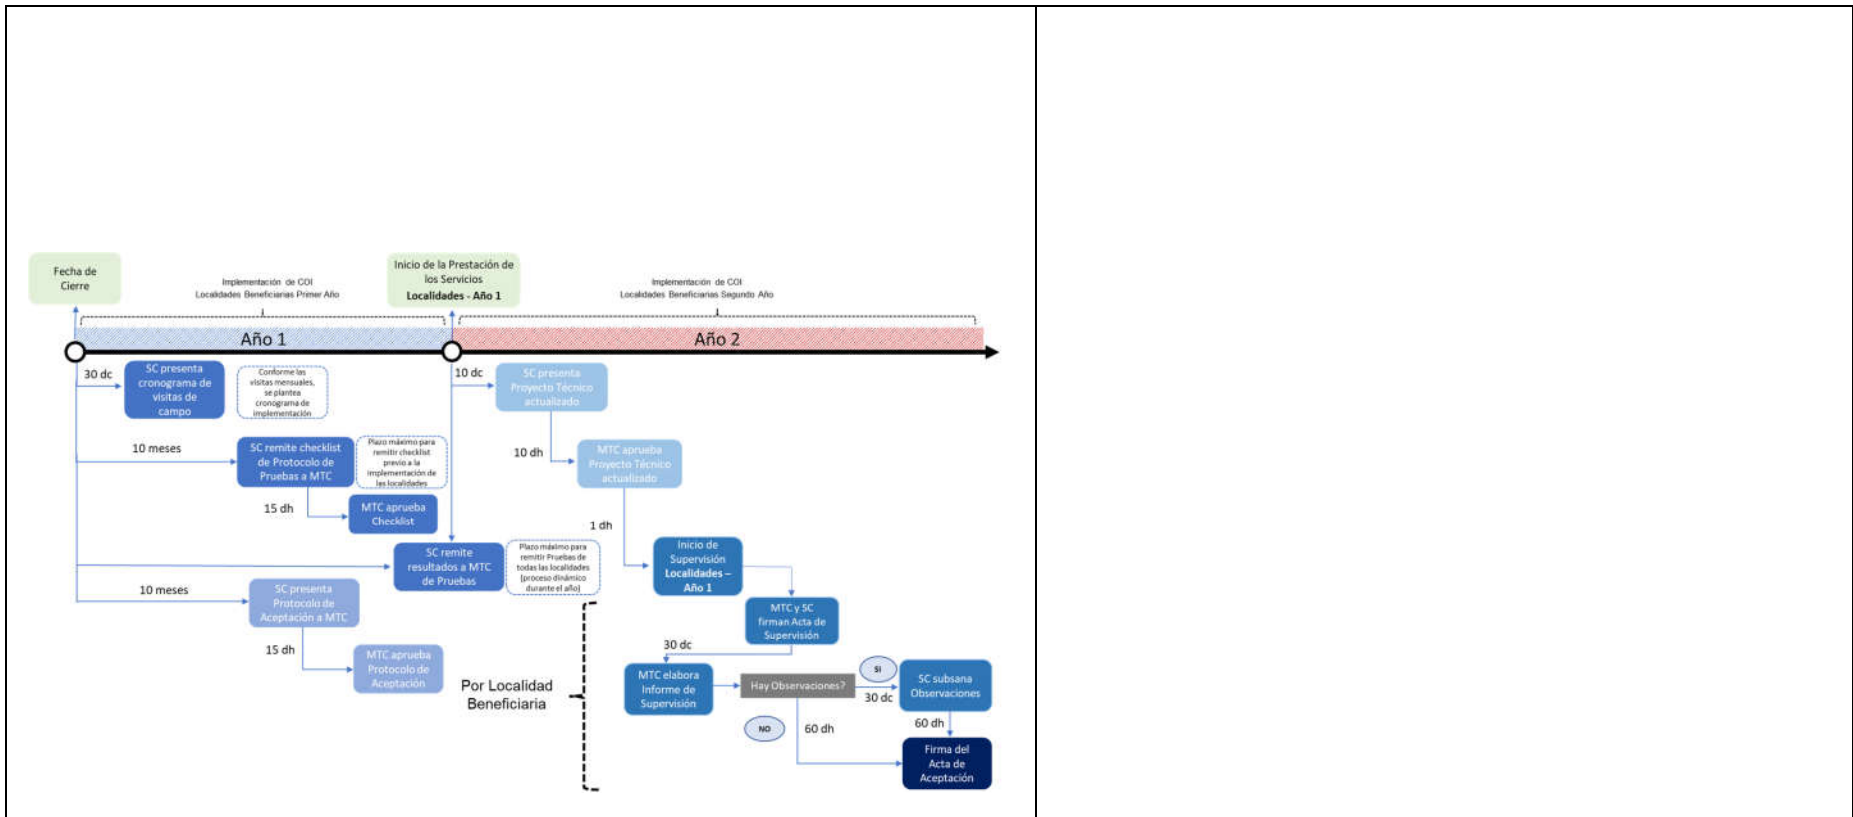 Fecha de
Cierre
Implementación de COI
Localidades Beneficiarias Primer Año
Inicio de la Prestación de
los Servicios
Localidades - Año 1
Implementación de COI
Localidades Beneficiarias Segundo Año
Año 1
Año 2
30 dc
SC presenta
cronograma de
visitas de
campo
Conforme las
visitas mensuales,
se plantea
cronograma de
implementación
10 dc
SC presenta
Proyecto Técnico
actualizado
10 meses
SC remite checklist
de Protocolo de
Pruebas a MTC
Plazo máximo para
remitir checklist
previo a la
implementación de
las localidades
10 dh
MTC aprueba
Proyecto Técnico
actualizado
15 dh
MTC aprueba
Checklist
1 dh
SC remite
resultados a MTC
de Pruebas
Plazo máximo para
remitir Pruebas de
todas las localidades
(proceso dinámico
durante el año)
Inicio de
Supervisión
Localidades –
Año 1
10 meses
SC presenta
Protocolo de
Aceptación a MTC
MTC y SC
firman Acta de
Supervisión
15 dh
MTC aprueba
Protocolo de
Aceptación
30 dc
Por Localidad
Beneficiaria
MTC elabora
Informe de
Supervisión
Hay Observaciones?
SI
30 dc
SC subsana
Observaciones
NO
60 dh
60 dh
Firma del
Acta de
Aceptación